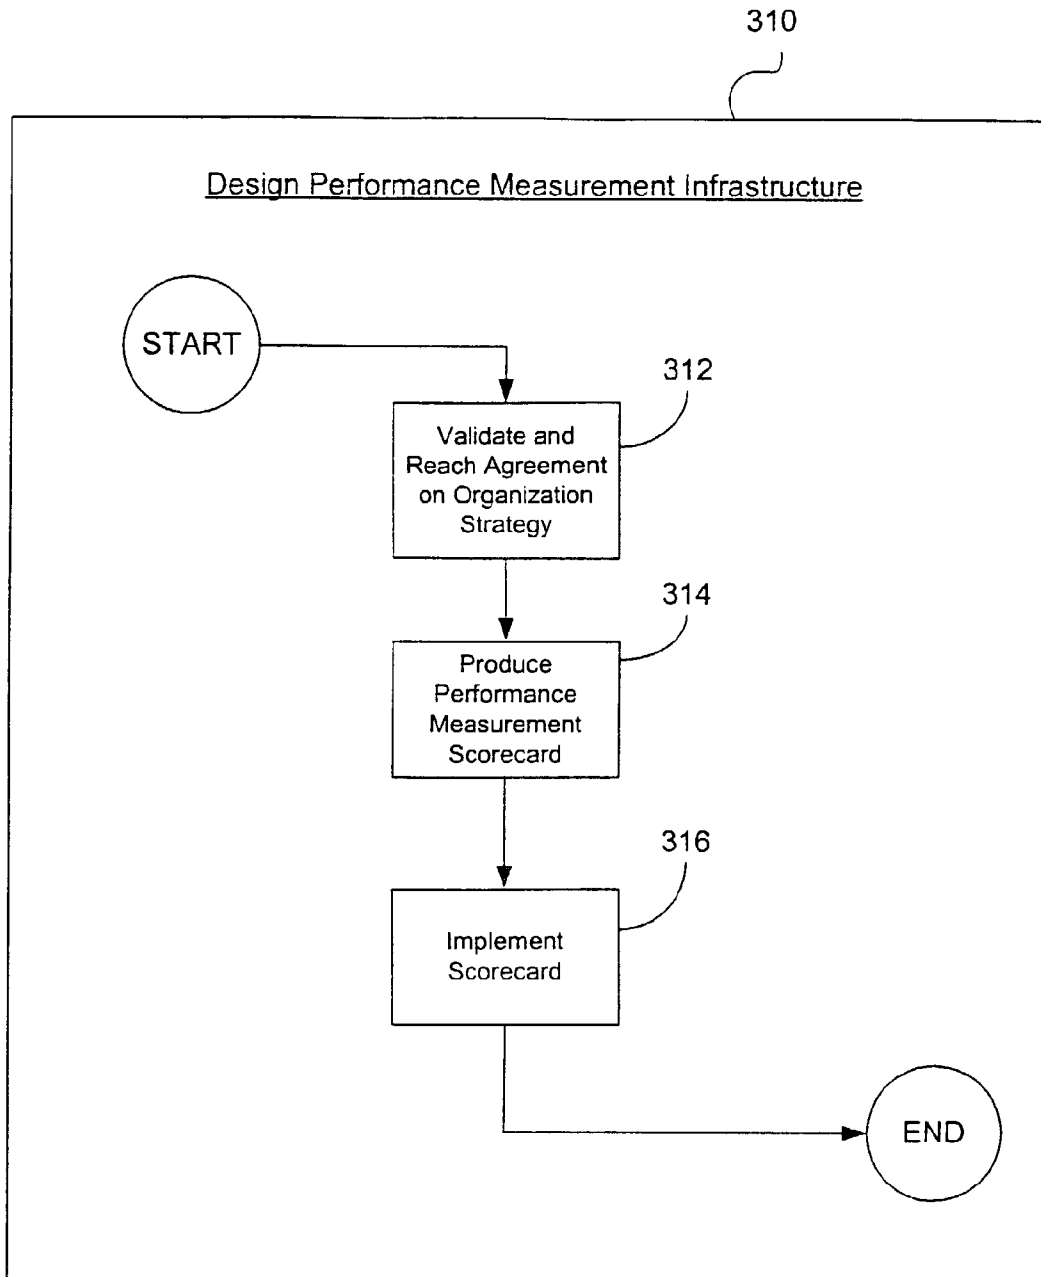 310
Design Performance Measurement Infrastructure
START
312
Validate and
Reach Agreement
on Organization
Strategy
314
Produce
Performance
Measurement
Scorecard
316
Implement
Scorecard
END